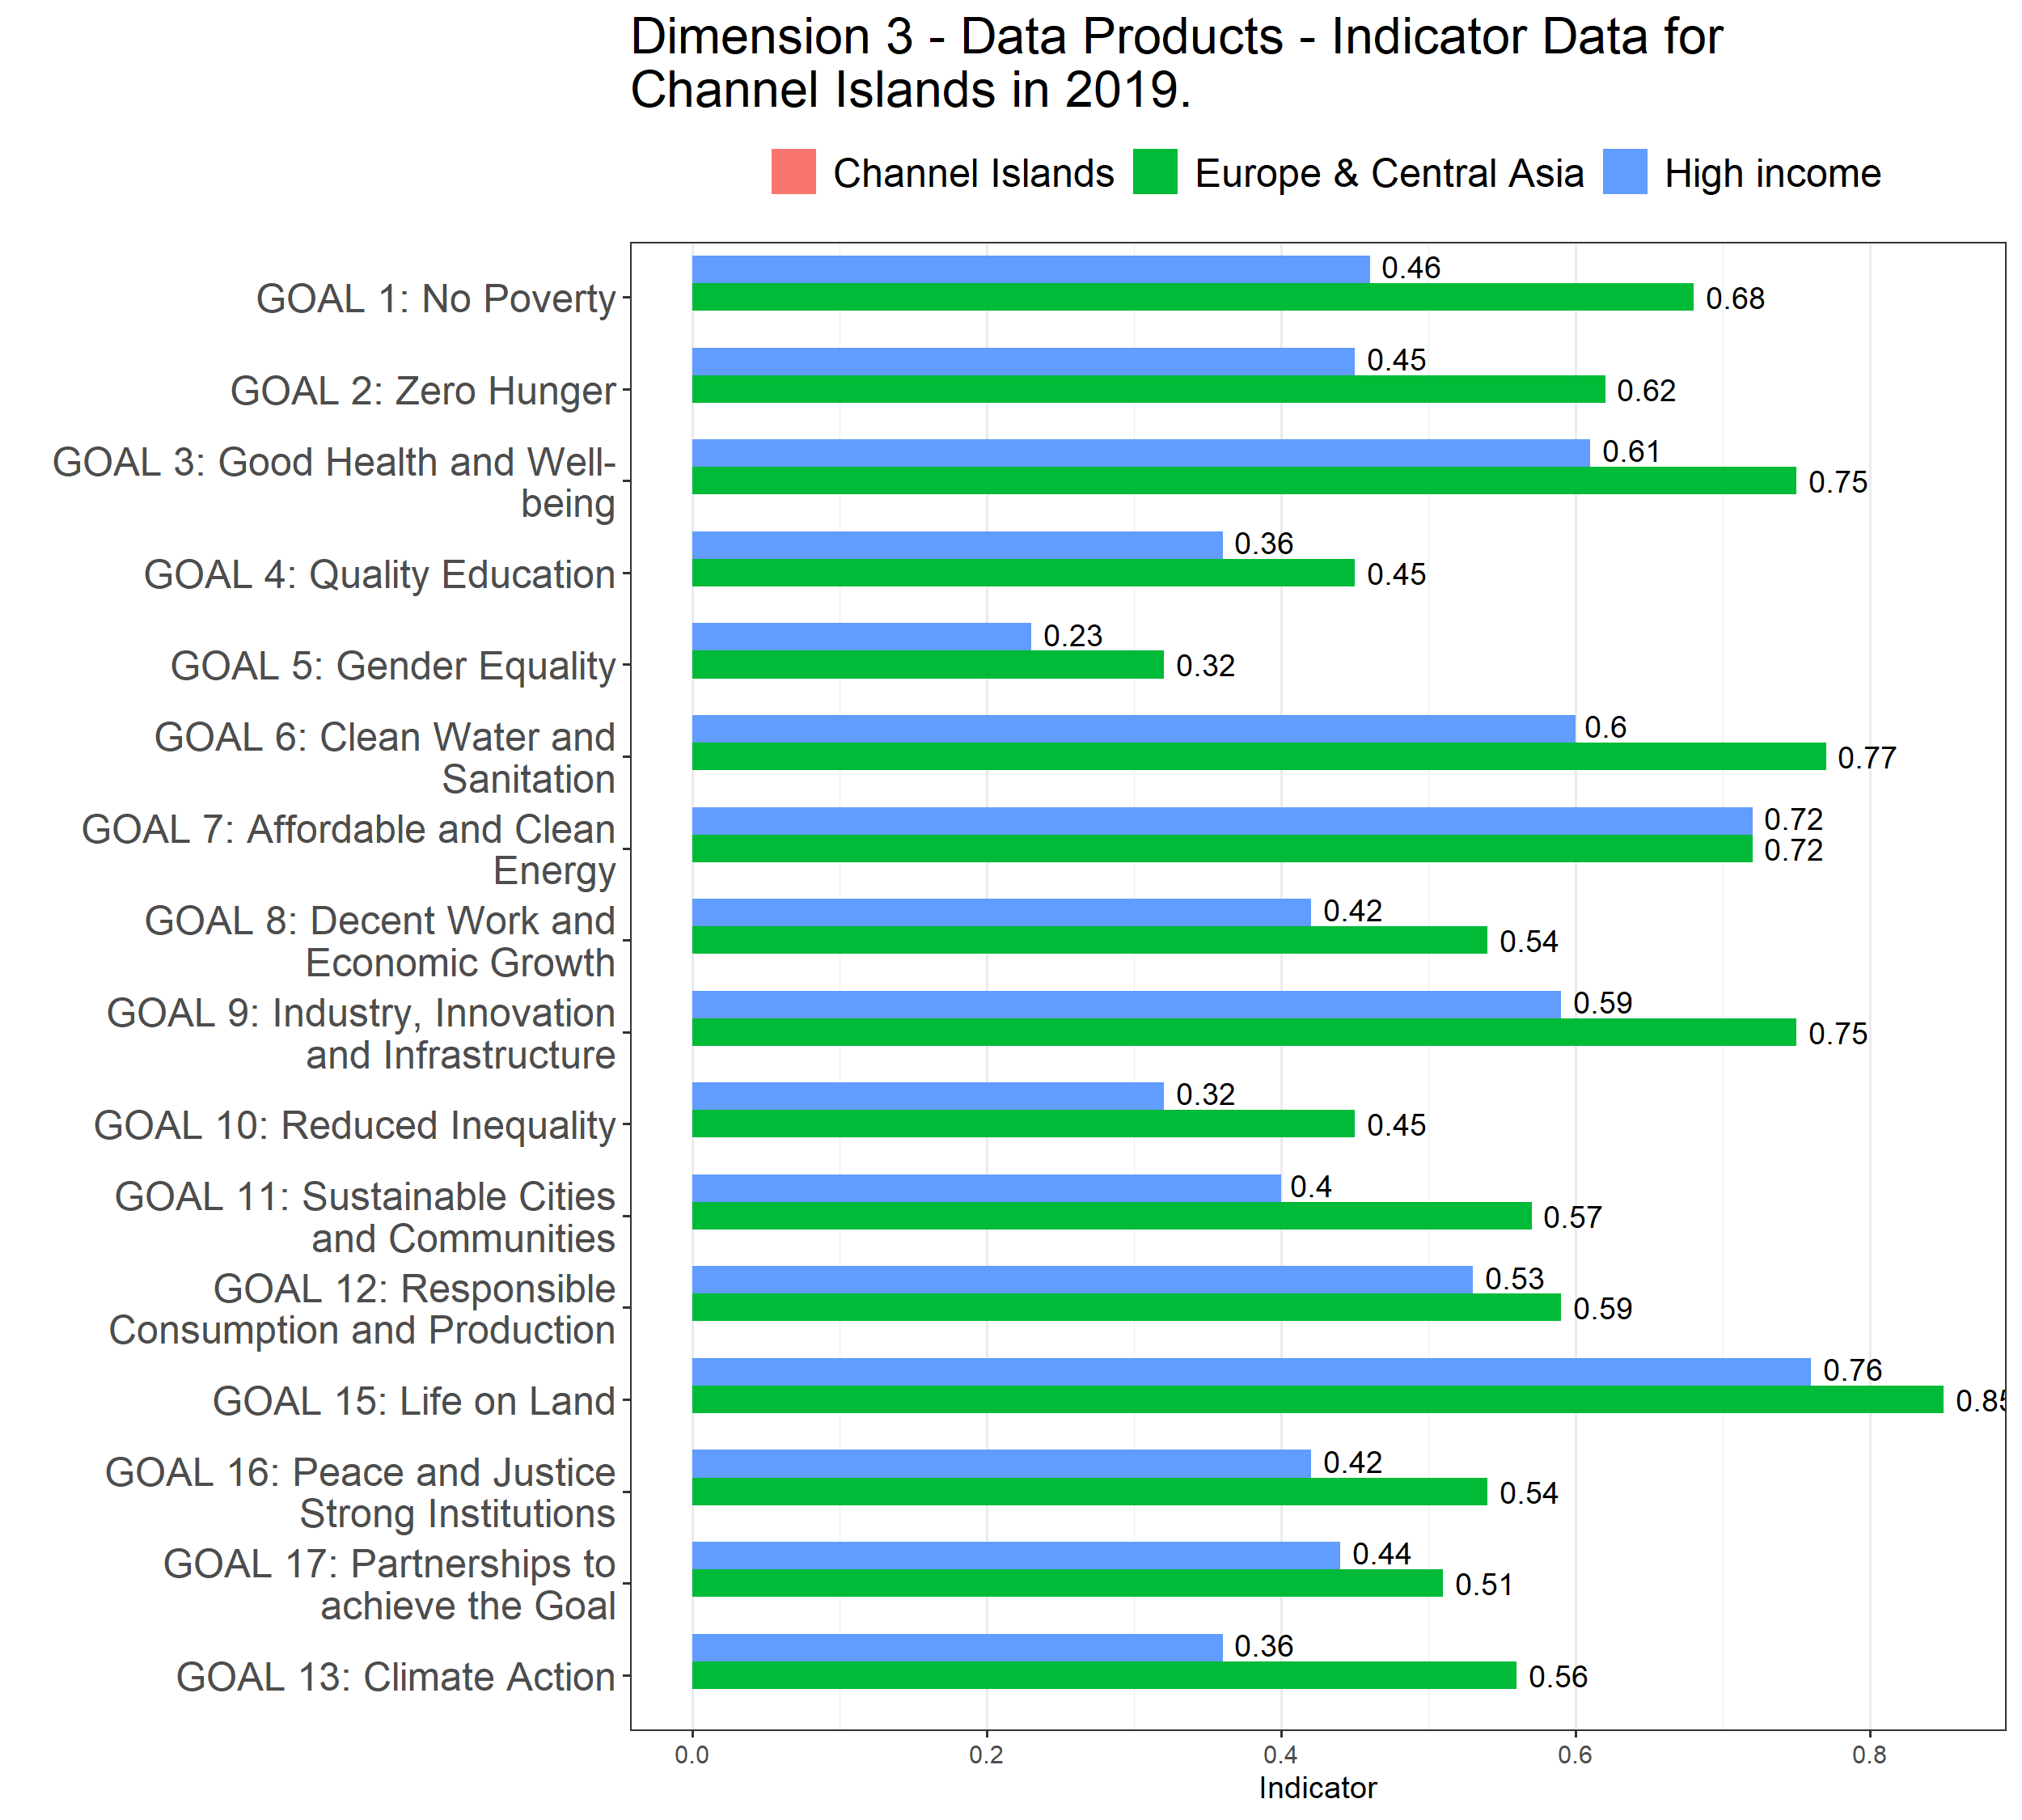 Dimension 3 - Data Products - Indicator Data for
Channel Islands in 2019.
Channel Islands
Europe & Central Asia
High income
GOAL 1: No Poverty
0.46
0.68
GOAL 2: Zero Hunger
0.45
0.62
GOAL 3: Good Health and Well-
being
0.61
0.75
GOAL 4: Quality Education
0.36
0.45
GOAL 5: Gender Equality
0.23
0.32
GOAL 6: Clean Water and
Sanitation
0.6
0.77
GOAL 7: Affordable and Clean
Energy
0.72
0.72
GOAL 8: Decent Work and
Economic Growth
0.42
0.54
GOAL 9: Industry, Innovation
and Infrastructure
0.59
0.75
GOAL 10: Reduced Inequality
0.32
0.45
GOAL 11: Sustainable Cities
and Communities
0.4
0.57
GOAL 12: Responsible
Consumption and Production
0.53
0.59
GOAL 15: Life on Land
0.76
0.85
GOAL 16: Peace and Justice
Strong Institutions
0.42
0.54
GOAL 17: Partnerships to
achieve the Goal
0.44
0.51
GOAL 13: Climate Action
0.36
0.56
0.0 0.2 0.4 0.6 0.8
Indicator